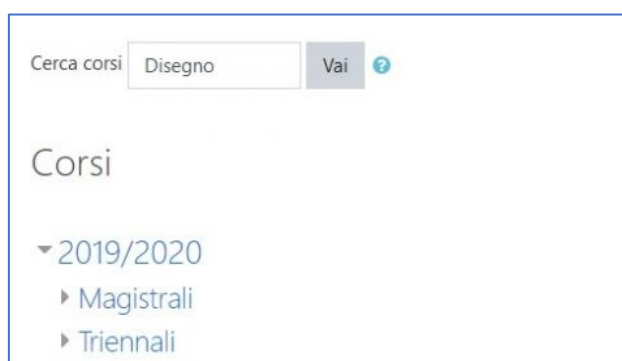 Cerca corsi Disegno Vai ?
Corsi
2019/2020
Magistrali
Triennali